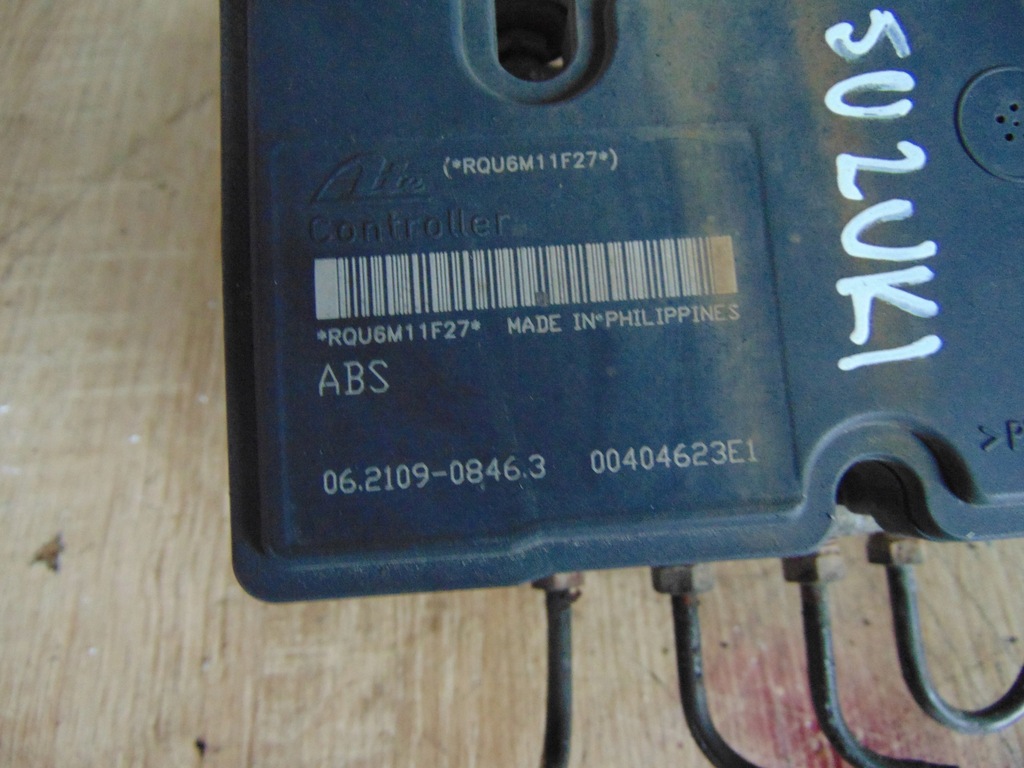 (*RQU6M11F27*)
Ate
Controller
*RQU6M11F27* MADE IN*PHILIPPINES
ABS
06.2109-0846.3 00404623E1
SUZUKI
>P